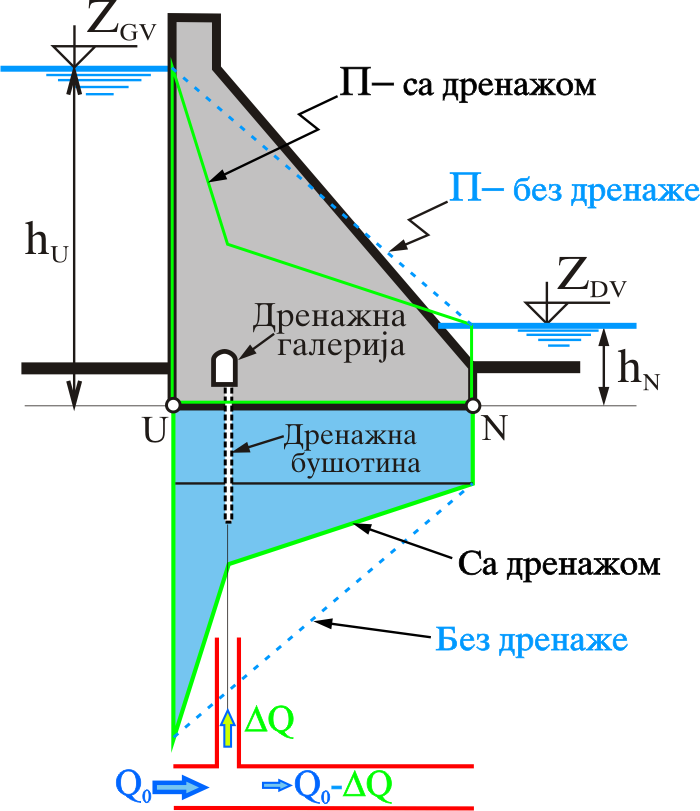 Z_GV
П– са дренажом
П– без дренаже
h_U
Z_DV
Дренажна
галерија
h_N
U
N
Дренажна
бушотина
Са дренажом
Без дренаже
ΔQ
Q₀
Q₀-ΔQ